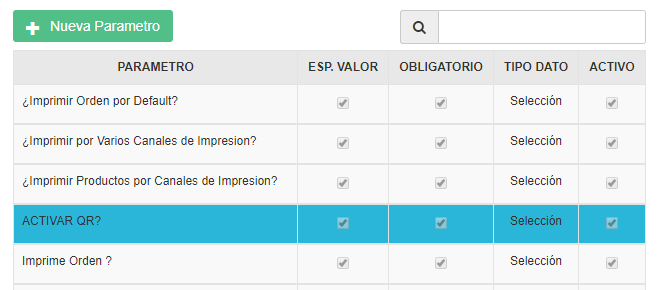 Nueva Parametro
PARAMETRO ESP. VALOR OBLIGATORIO TIPO DATO ACTIVO
¿Imprimir Orden por Default? Selección
¿Imprimir por Varios Canales de Impresion? Selección
¿Imprimir Productos por Canales de Impresion? Selección
ACTIVAR QR? Selección
Imprime Orden ? Selección